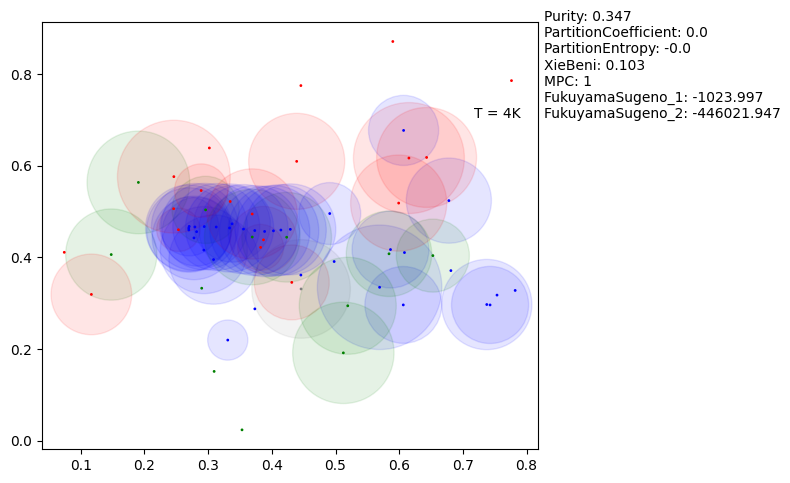 Purity: 0.347
PartitionCoefficient: 0.0
PartitionEntropy: -0.0
XieBeni: 0.103
MPC: 1
FukuyamaSugeno_1: -1023.997
FukuyamaSugeno_2: -446021.947
T = 4K
0.8
0.6
0.4
0.2
0.0
0.1 0.2 0.3 0.4 0.5 0.6 0.7 0.8